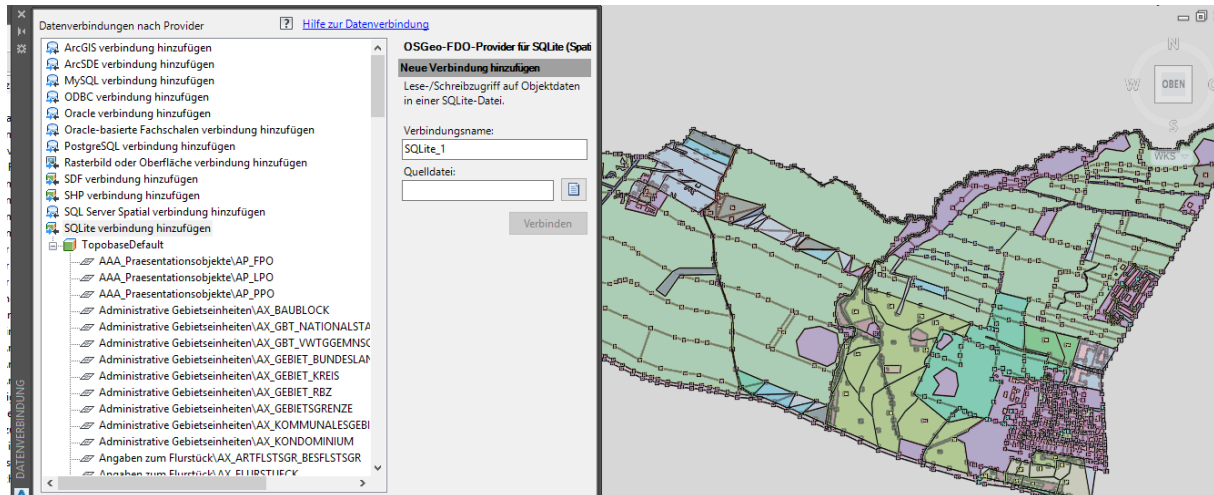 Datenverbindungen nach Provider
? Hilfe zur Datenverbindung
ArcGIS verbindung hinzufügen
ArcSDE verbindung hinzufügen
MySQL verbindung hinzufügen
ODBC verbindung hinzufügen
Oracle verbindung hinzufügen
Oracle-basierte Fachschalen verbindung hinzufügen
PostgreSQL verbindung hinzufügen
Rasterbild oder Oberfläche verbindung hinzufügen
SDF verbindung hinzufügen
SHP verbindung hinzufügen
SQL Server Spatial verbindung hinzufügen
SQLite verbindung hinzufügen
TopobaseDefault
AAA_Praesentationsobjekte\AP_FPO
AAA_Praesentationsobjekte\AP_LPO
AAA_Praesentationsobjekte\AP_PPO
Administrative Gebietseinheiten\AX_BAUBLOCK
Administrative Gebietseinheiten\AX_GBT_NATIONALSTA
Administrative Gebietseinheiten\AX_GBT_VWTGGEMNSC
Administrative Gebietseinheiten\AX_GEBIET_BUNDESLAN
Administrative Gebietseinheiten\AX_GEBIET_KREIS
Administrative Gebietseinheiten\AX_GEBIET_RBZ
Administrative Gebietseinheiten\AX_GEBIETSGRENZE
Administrative Gebietseinheiten\AX_KOMMUNALESGEBI
Administrative Gebietseinheiten\AX_KONDOMINIUM
Angaben zum Flurstück\AX_ARTFLSTSGR_BESFLSTSGR
Angaben zum Flurstück\AX_FLURSTUECK
DATENVERBINDUNG
OSGeo-FDO-Provider für SQLite (Spati
Neue Verbindung hinzufügen
Lese-/Schreibzugriff auf Objektdaten
in einer SQLite-Datei.
Verbindungsname:
SQLite_1
Quelldatei:
Verbinden
N
W
OBEN
S
WKS